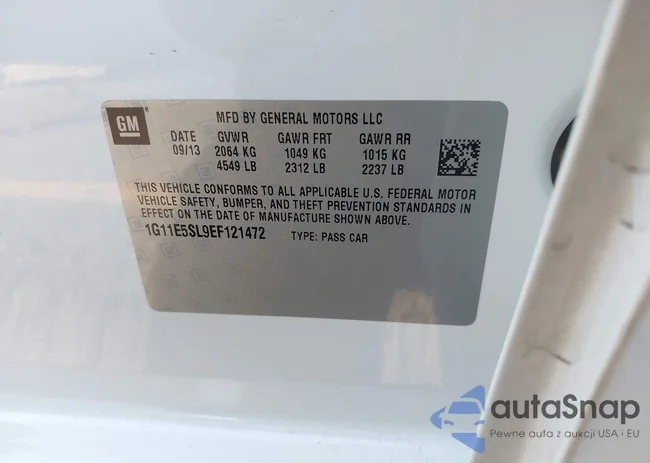 GM
MFD BY GENERAL MOTORS LLC
DATE GVWR GAWR FRT GAWR RR
09/13 2064 KG 1049 KG 1015 KG
4549 LB 2312 LB 2237 LB
THIS VEHICLE CONFORMS TO ALL APPLICABLE U.S. FEDERAL MOTOR
VEHICLE SAFETY, BUMPER, AND THEFT PREVENTION STANDARDS IN
EFFECT ON THE DATE OF MANUFACTURE SHOWN ABOVE.
1G11E5SL9EF121472 TYPE: PASS CAR
autaSnap
Pewne auta z aukcji USA i EU